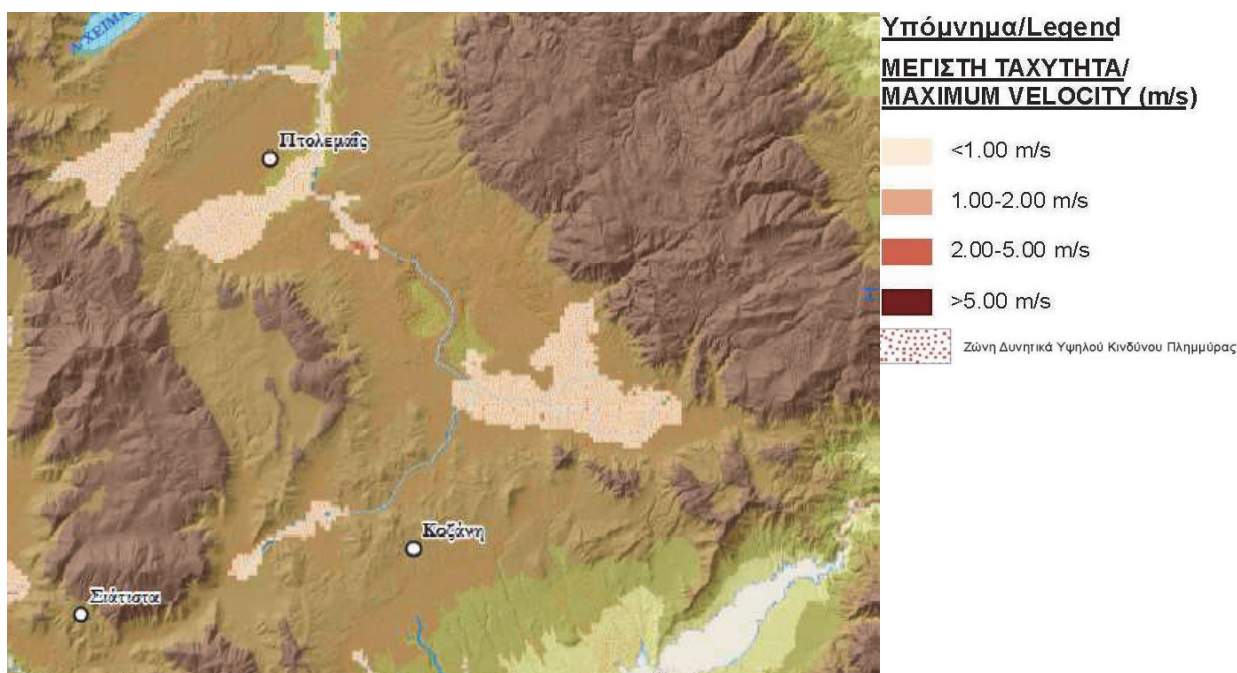 Υπόμνημα/Legend
ΜΕΓΙΣΤΗ ΤΑΧΥΤΗΤΑ/
MAXIMUM VELOCITY (m/s)
<1.00 m/s
1.00-2.00 m/s
2.00-5.00 m/s
>5.00 m/s
Ζώνη Δυνητικά Υψηλού Κινδύνου Πλημμύρας
Πτολεμαΐς
Κοζάνη
Σιάτιστα